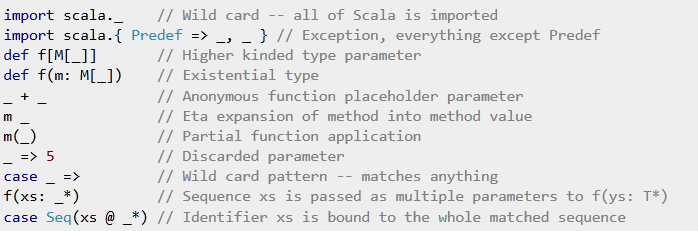 import scala._    // Wild card -- all of Scala is imported
import scala.{ Predef => _, _ } // Exception, everything except Predef
def f[M[_]]       // Higher kinded type parameter
def f(m: M[_])    // Existential type
_ + _             // Anonymous function placeholder parameter
m _               // Eta expansion of method into method value
m(_)              // Partial function application
_ => 5            // Discarded parameter
case _ =>         // Wild card pattern -- matches anything
f(xs: _*)         // Sequence xs is passed as multiple parameters to f(ys: T*)
case Seq(xs @ _*) // Identifier xs is bound to the whole matched sequence